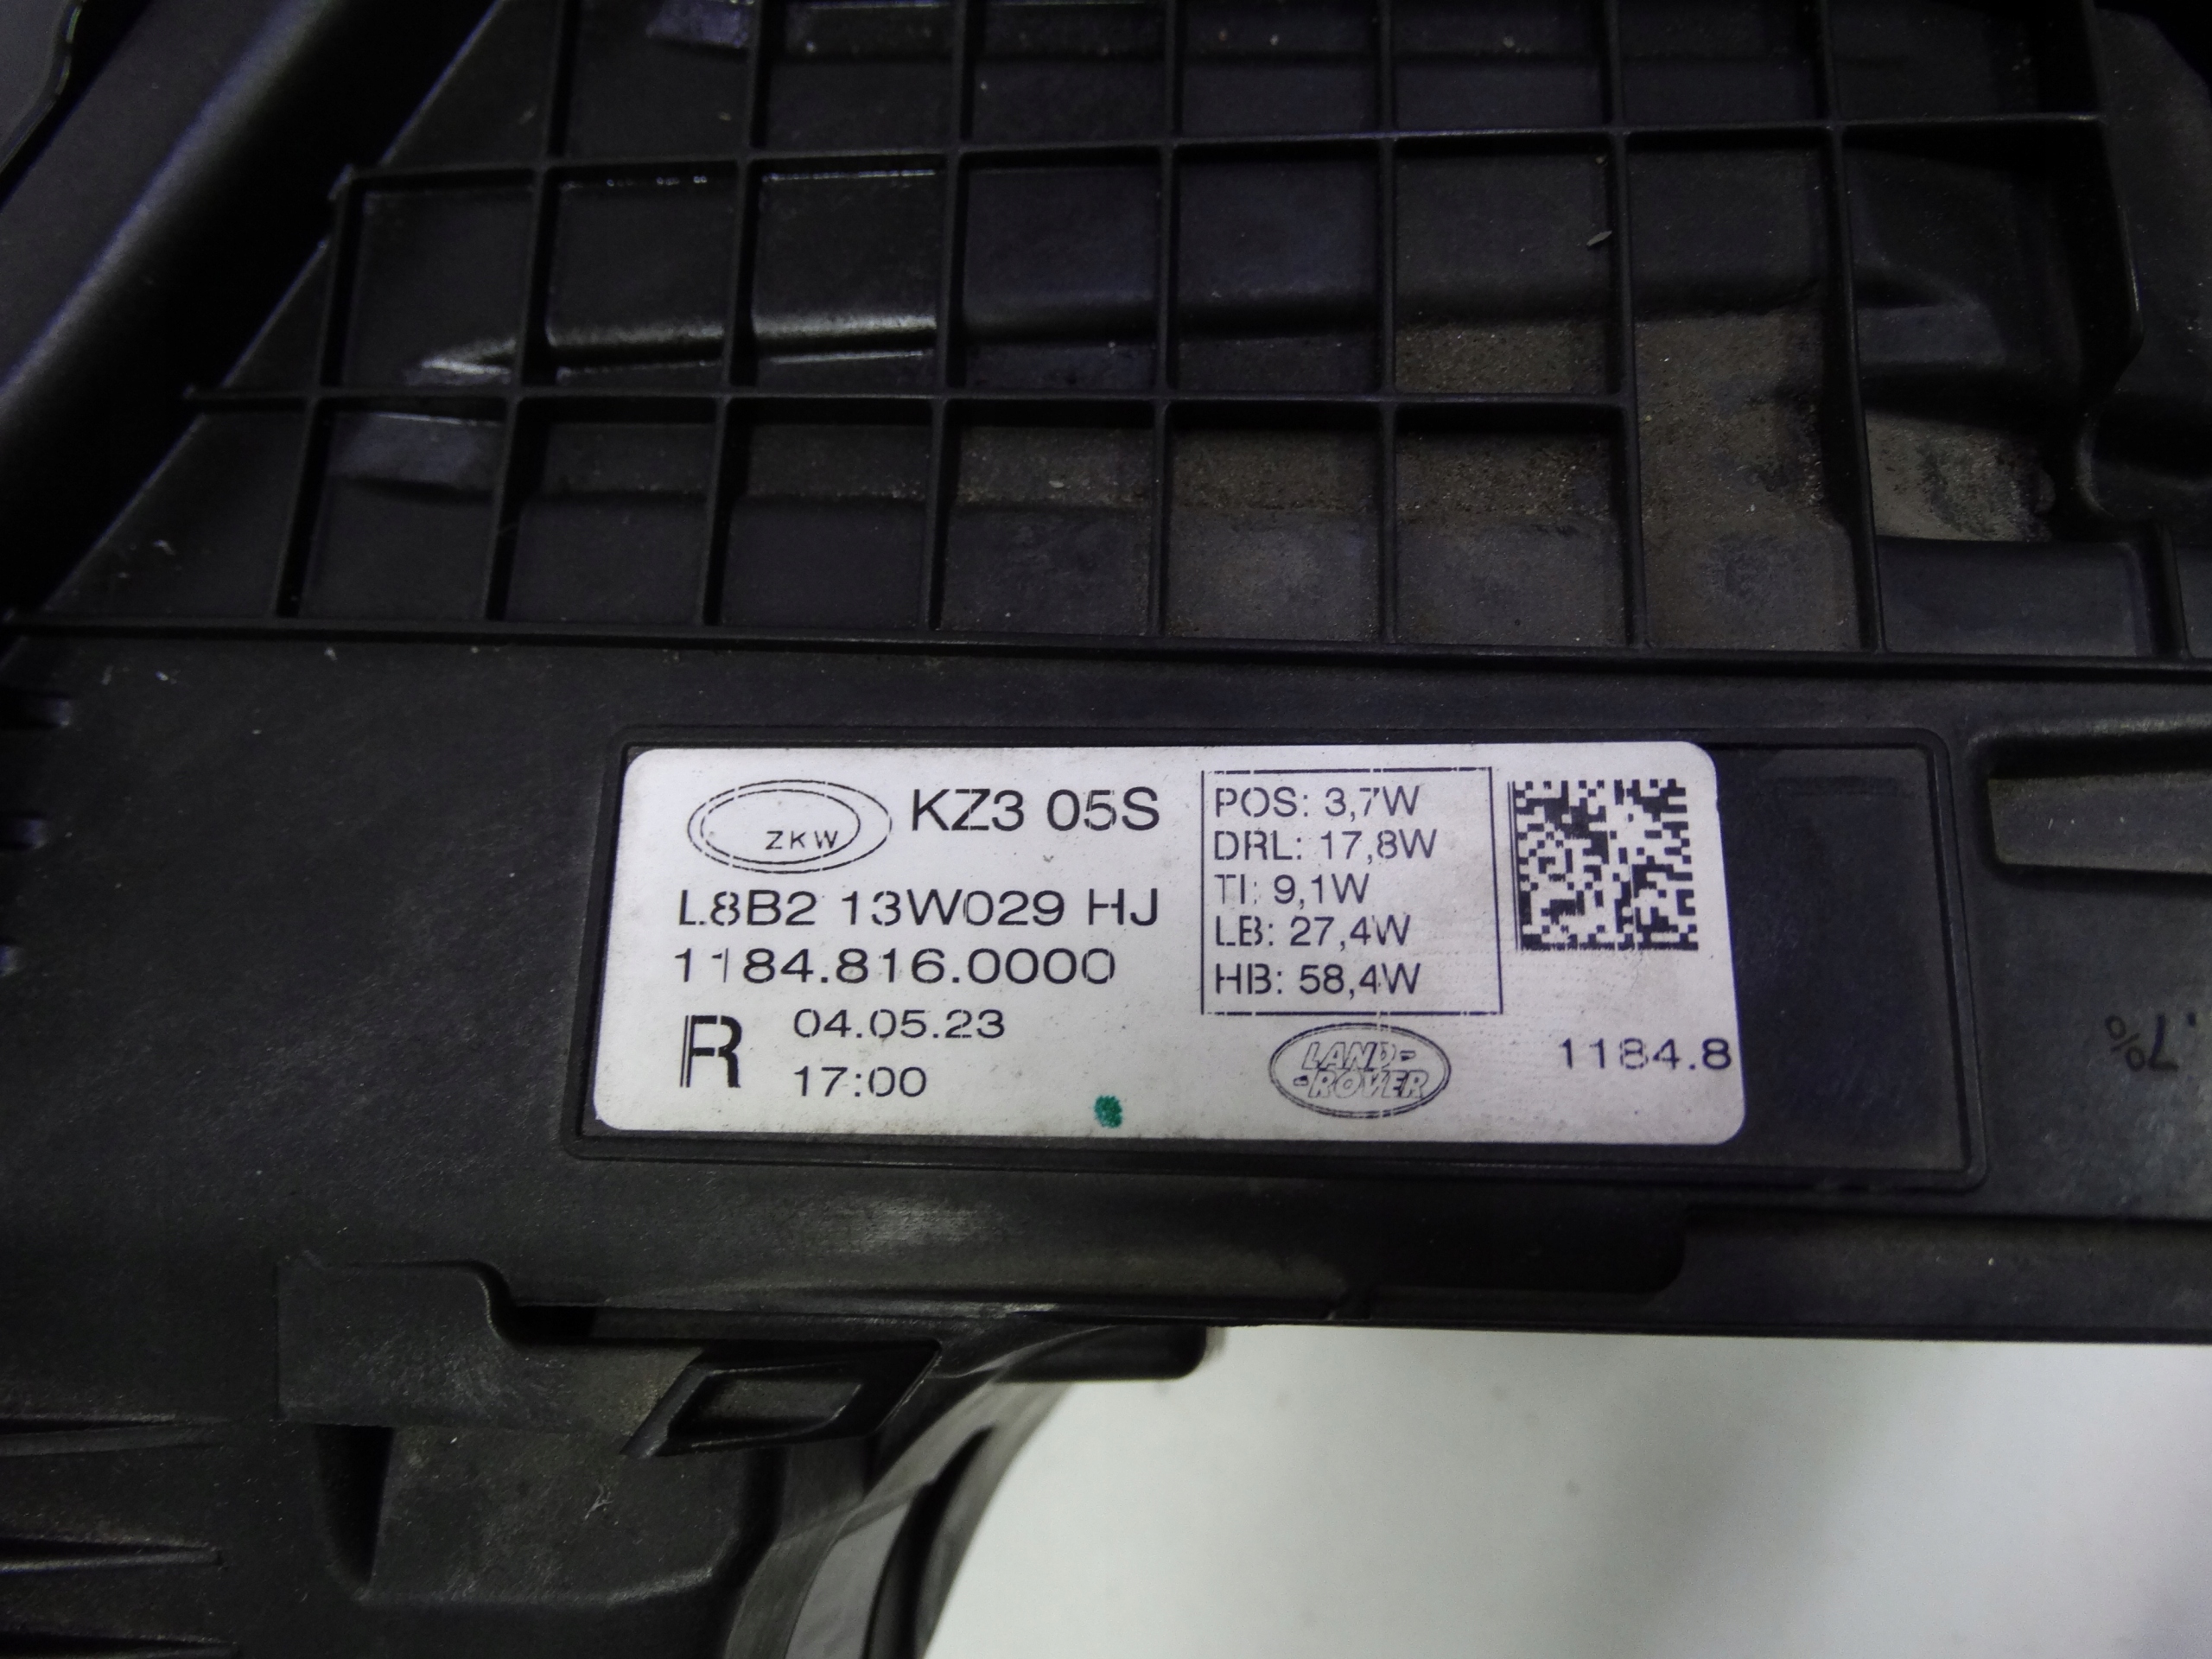 ZKW
KZ3 05S
L8B2 13W029 HJ
1184.816.0000
R
04.05.23
17:00
POS: 3,7W
DRL: 17,8W
TI: 9,1W
LB: 27,4W
HB: 58,4W
LAND-
-ROVER
1184.8